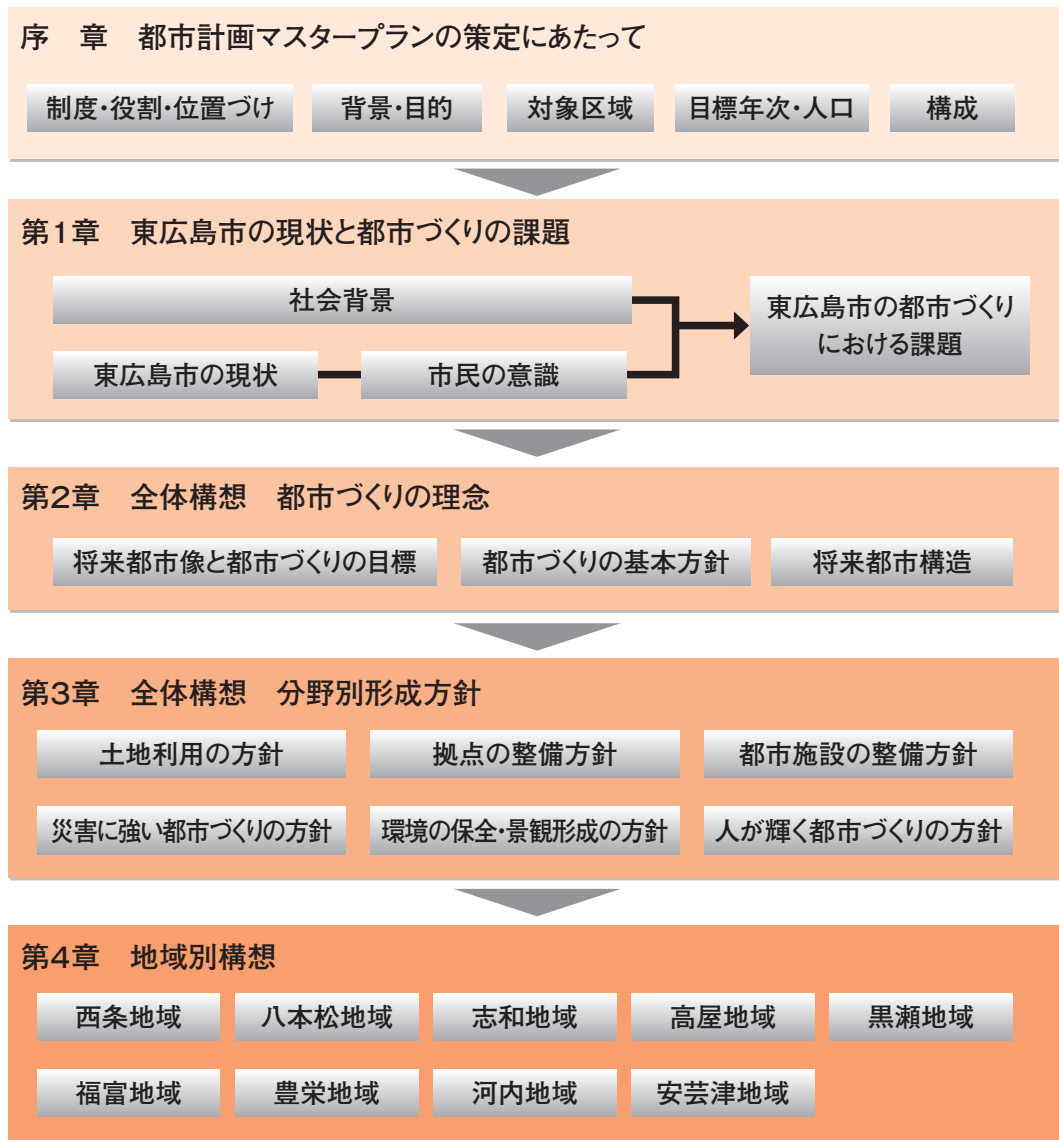 序　章　都市計画マスタープランの策定にあたって
制度・役割・位置づけ
背景・目的
対象区域
目標年次・人口
構成
第1章　東広島市の現状と都市づくりの課題
社会背景
東広島市の現状
市民の意識
東広島市の都市づくり
における課題
第2章　全体構想　都市づくりの理念
将来都市像と都市づくりの目標
都市づくりの基本方針
将来都市構造
第3章　全体構想　分野別形成方針
土地利用の方針
拠点の整備方針
都市施設の整備方針
災害に強い都市づくりの方針
環境の保全・景観形成の方針
人が輝く都市づくりの方針
第4章　地域別構想
西条地域
八本松地域
志和地域
高屋地域
黒瀬地域
福富地域
豊栄地域
河内地域
安芸津地域